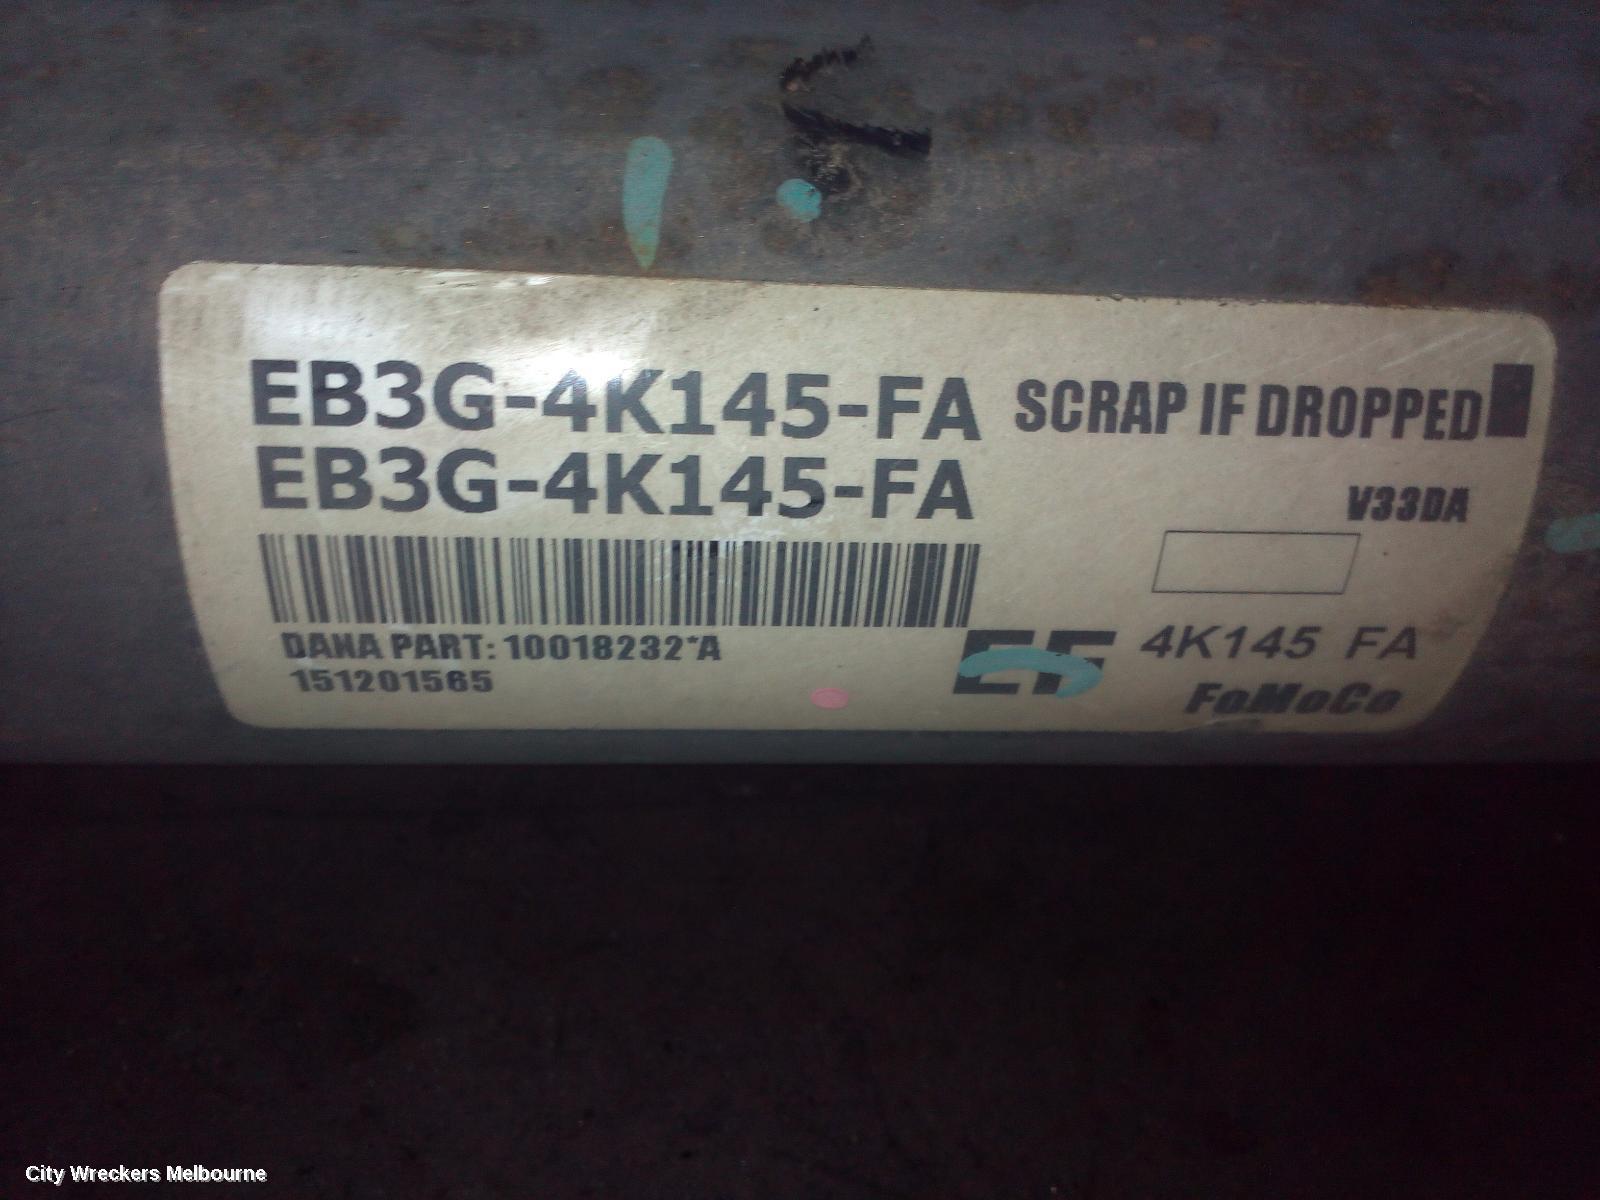 EB3G-4K145-FA SCRAP IF DROPPED
EB3G-4K145-FA
V33DA
DANA PART: 10018232*A
151201565
EF 4K145 FA
FoMoCo
City Wreckers Melbourne